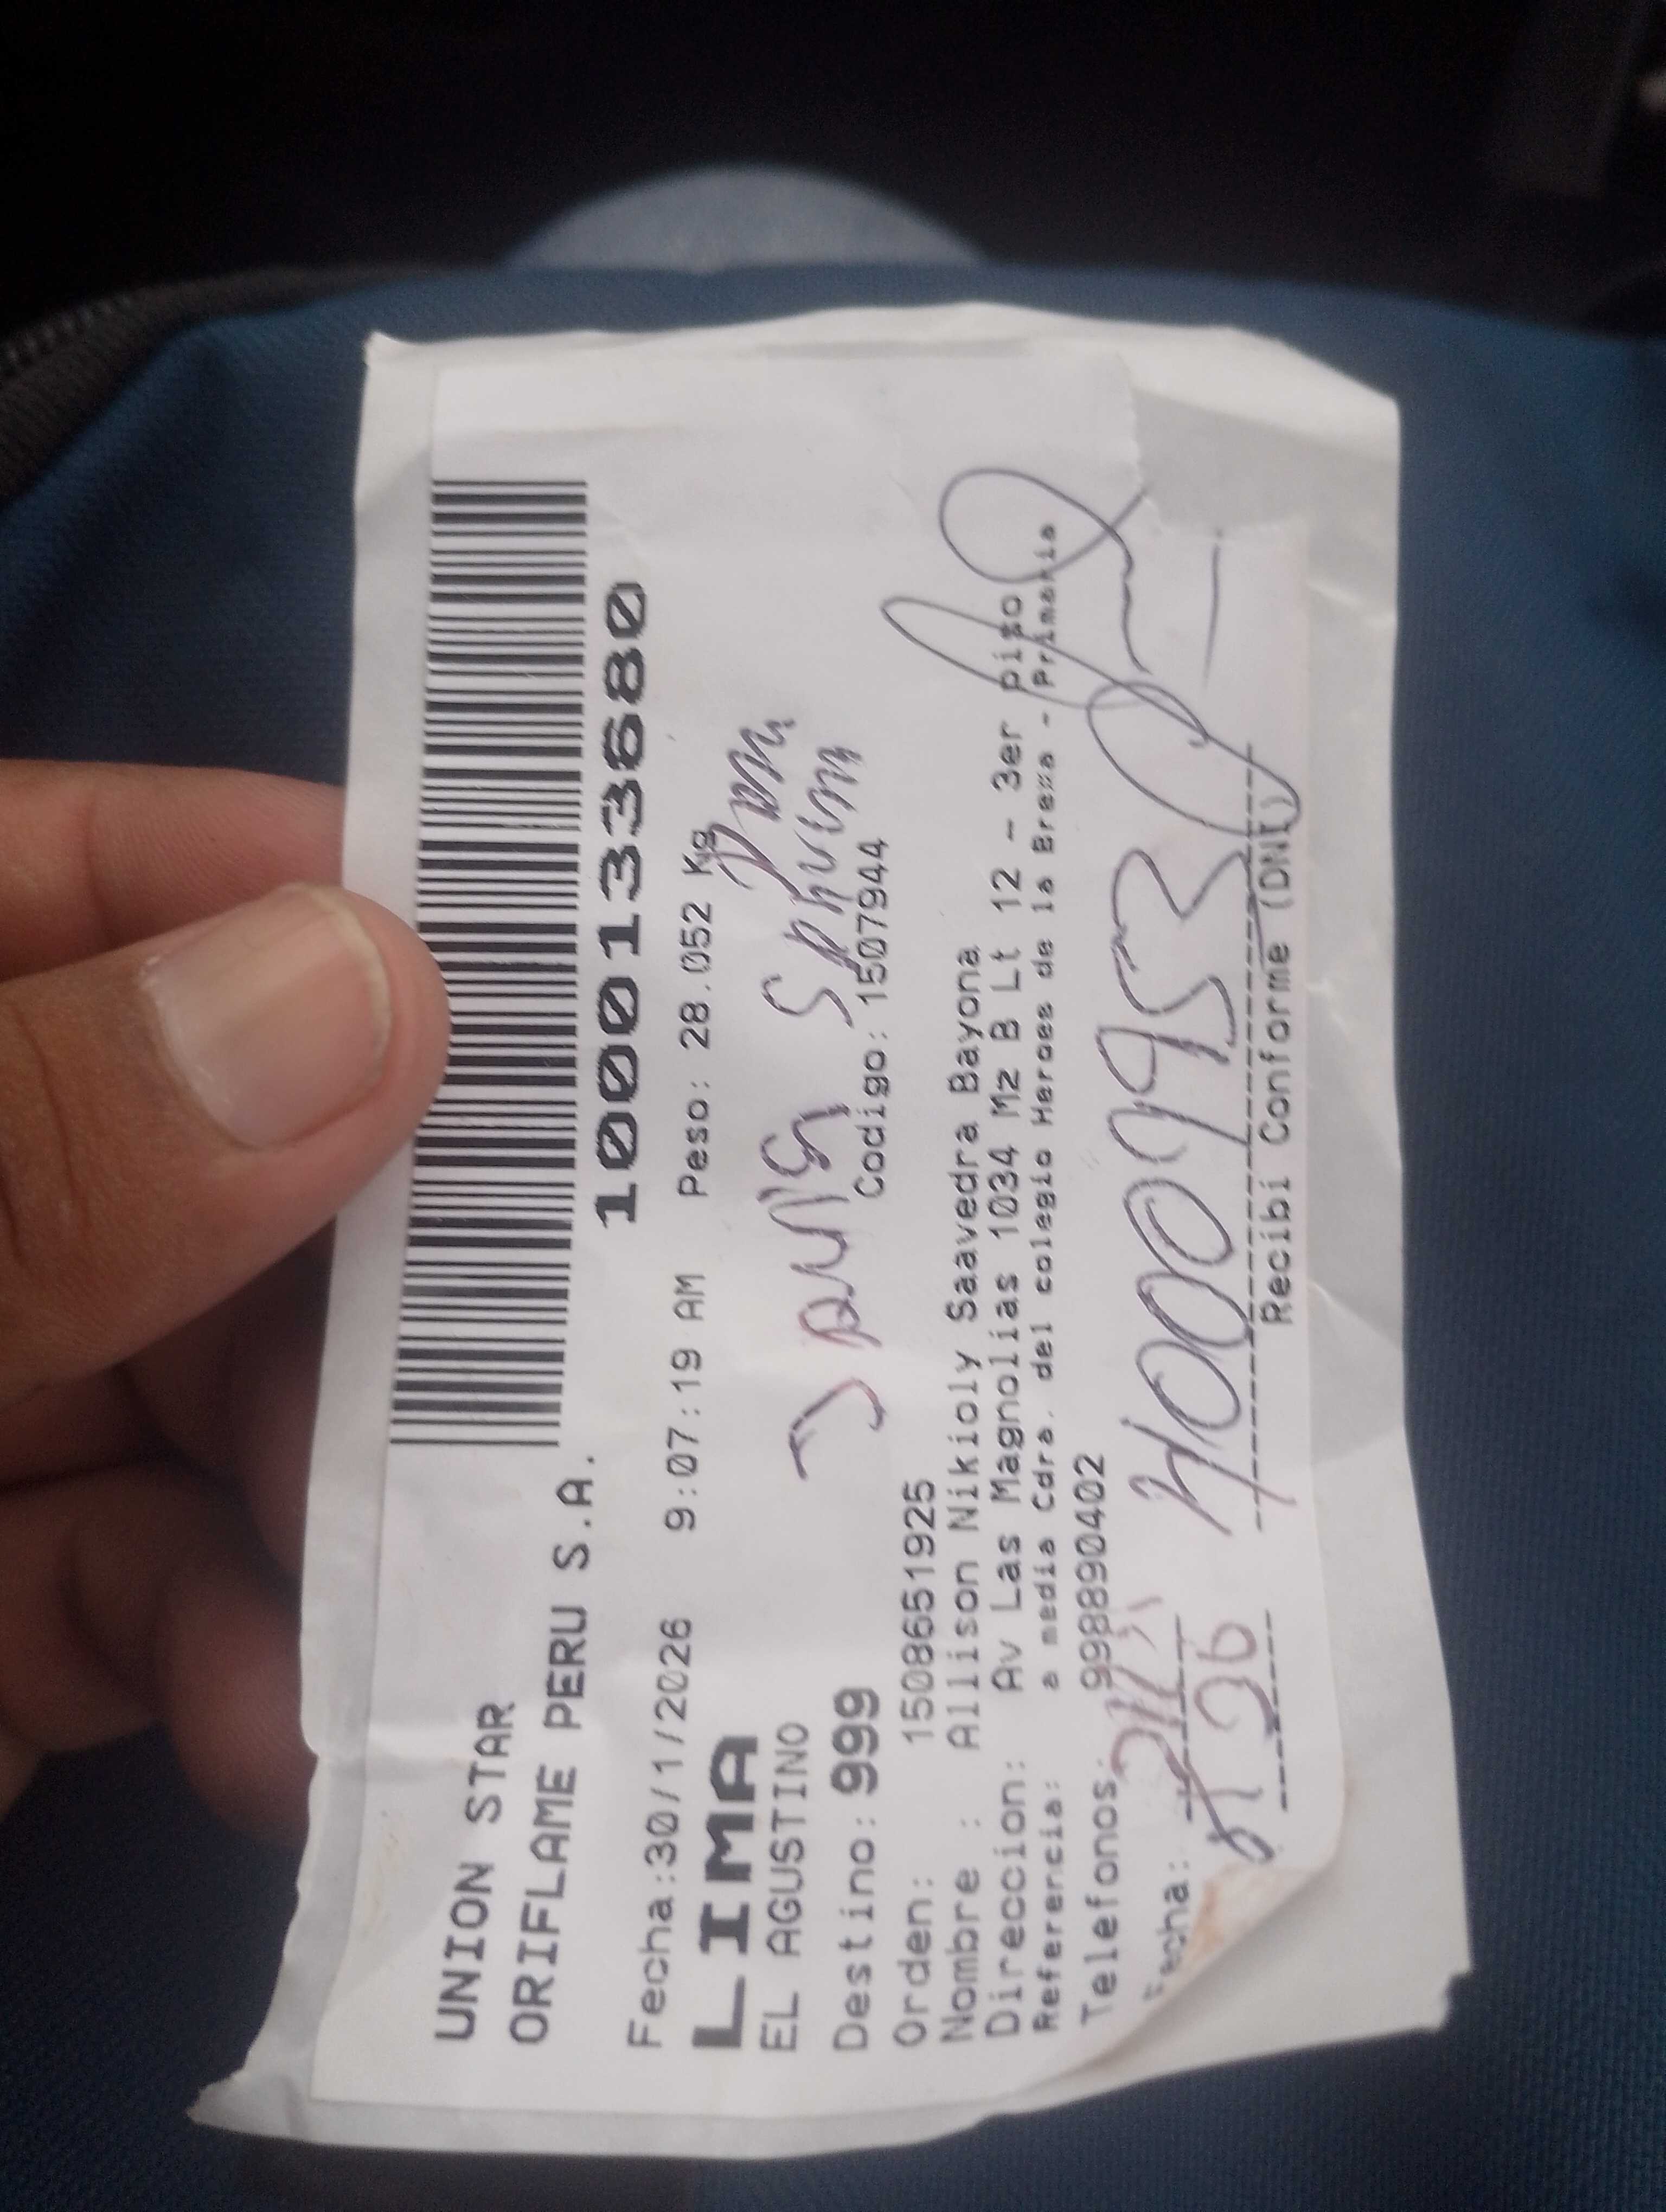 UNION STAR
ORIFLAME PERU S.A.
1000133680
Fecha:30/1/2026 9:07:19 AM Peso: 28.052 Kg
LIMA
EL AGUSTINO
Destino: 999
Codigo: 1507944
Orden: 1508651925
Nombre : Allison Nikioly Saavedra Bayona
Direccion: Av Las Magnolias 1034 Mz B Lt 12 - 3er piso
Referencia: a media Cdra. del colegio Heroes de la Breña - Primaria
Telefonos: 998890402
Fecha:
Recibi Conforme (DNI)